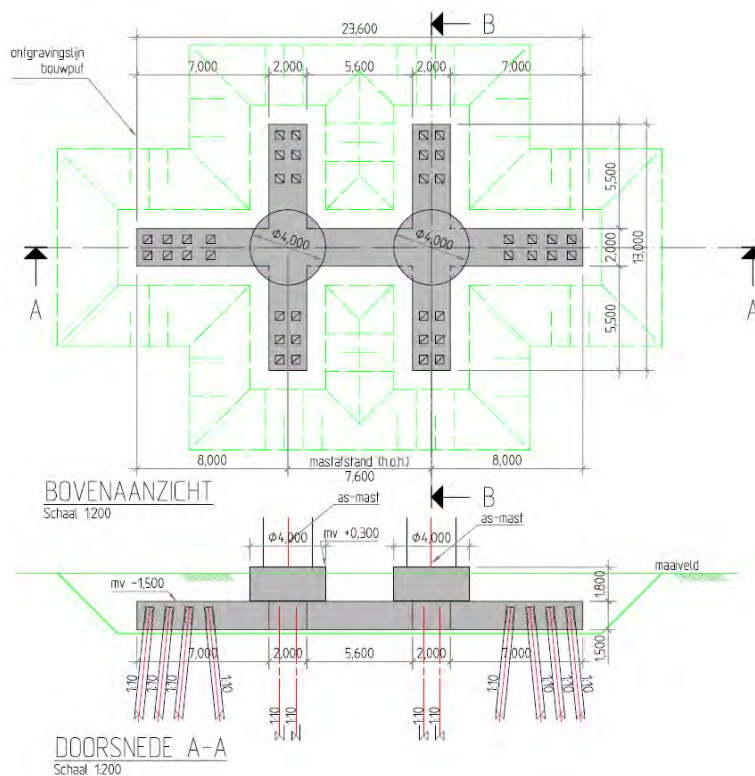 B
23,600
ontgravingslijn
bouwput
7,000 2,000 5,600 2,000 7,000
5,500
Φ4,000 Φ4,000
2,000
13,000
A A
5,500
8,000 mastafstand (h.o.h.) 8,000
7,600
BOVENAANZICHT
Schaal 1:200
B
as-mast as-mast
Φ4,000 mv +0,300 Φ4,000
maaiveld
mv -1,500
1,800
7,000 2,000 5,600 2,000 7,000
1,500
1:10 1:10 1:10 1:10 1:10 1:10 1:10 1:10 1:10 1:10 1:10
DOORSNEDE A-A
Schaal 1:200